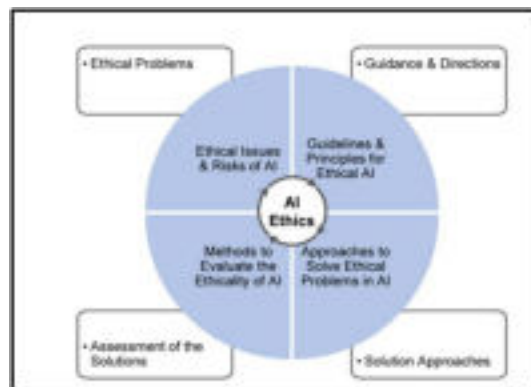 • Ethical Problems
• Guidance & Directions
Ethical Issues
& Risks of AI
Guidelines &
Principles for
Ethical AI
AI
Ethics
Methods to
Evaluate the
Ethicality of AI
Approaches to
Solve Ethical
Problems in AI
• Assessment of the
Solutions
• Solution Approaches